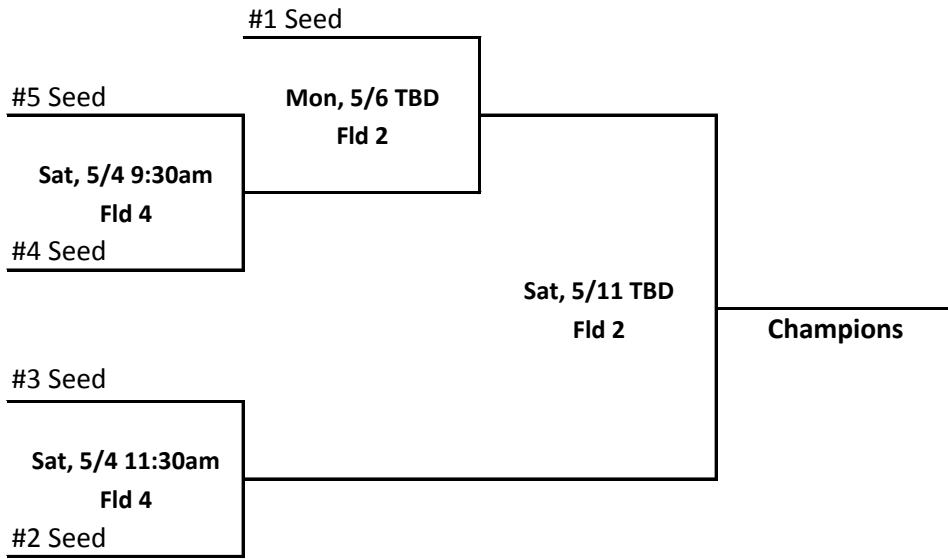 #1 Seed
#5 Seed
Mon, 5/6 TBD
Fld 2
Sat, 5/4 9:30am
Fld 4
#4 Seed
Sat, 5/11 TBD
Fld 2
Champions
#3 Seed
Sat, 5/4 11:30am
Fld 4
#2 Seed